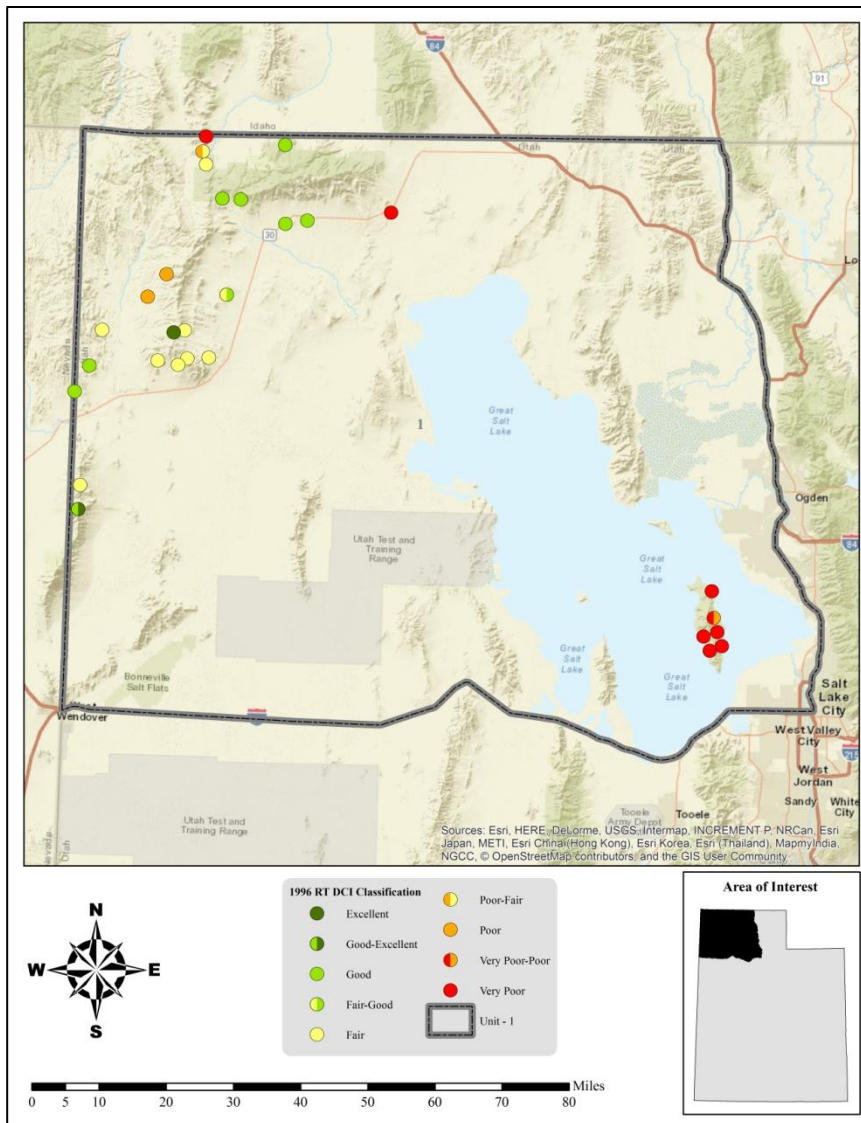 84
91
Idaho
Utah
Utah
30
Nevada
Utah
Great
Salt
Lake
1
Ogden
Utah Test and
Training
Range
84
Great
Salt
Lake
Great
Salt
Lake
Bonneville
Salt Flats
Great
Salt
Lake
Salt
Lake
City
Wendover
West Valley
City
215
West
Jordan
Sandy
White
City
Utah Test and
Training Range
Tooele
Army Depot
Tooele
Nevada
Utah
Sources: Esri, HERE, DeLorme, USGS, Intermap, INCREMENT P, NRCan, Esri
Japan, METI, Esri China (Hong Kong), Esri Korea, Esri (Thailand), MapmyIndia,
NGCC, © OpenStreetMap contributors, and the GIS User Community
N
W E
S
1996 RT DCI Classification
Excellent
Good-Excellent
Good
Fair-Good
Fair
Poor-Fair
Poor
Very Poor-Poor
Very Poor
Unit - 1
Area of Interest
Miles
0 5 10 20 30 40 50 60 70 80